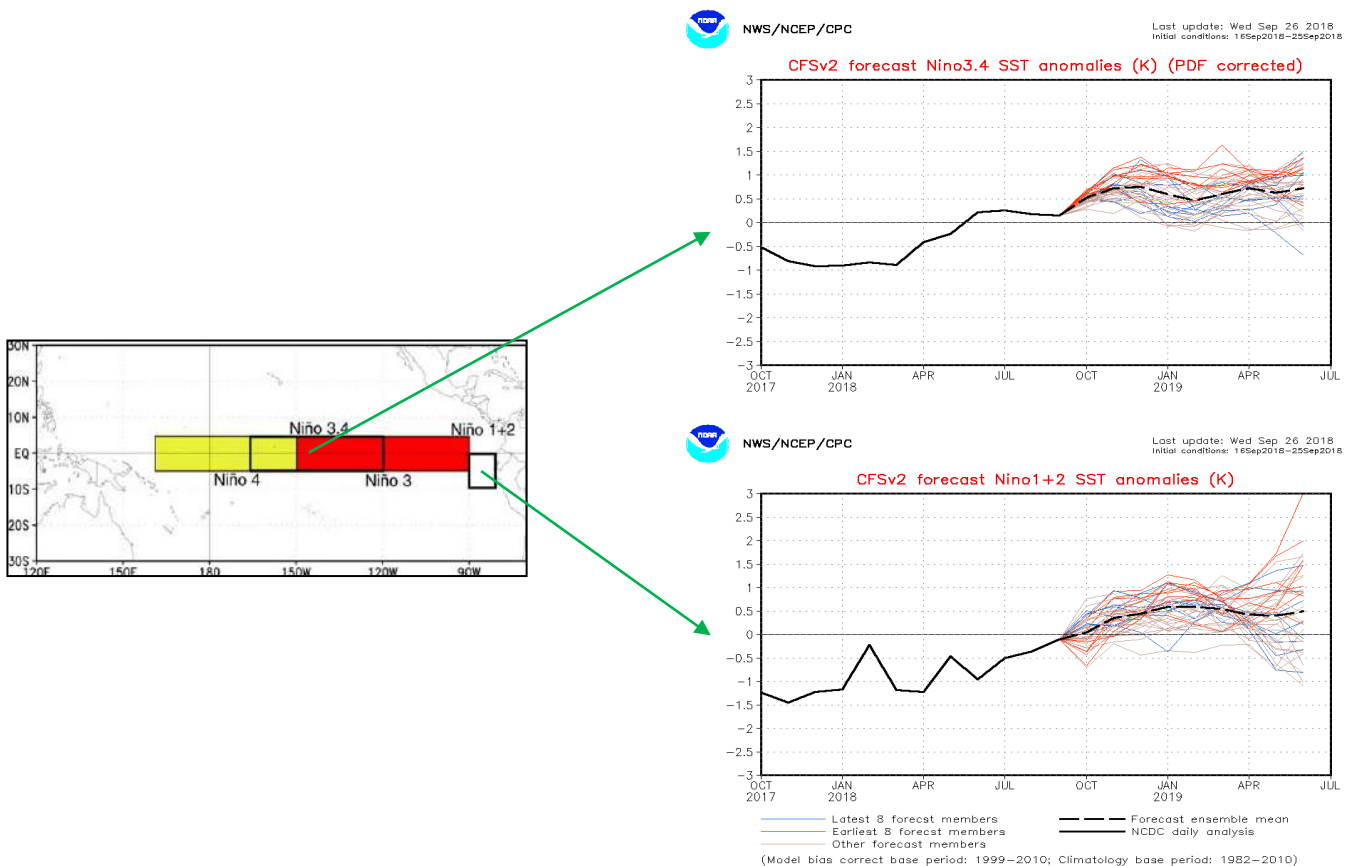 NOAA
NWS/NCEP/CPC
Last update: Wed Sep 26 2018
Initial conditions: 16Sep2018–25Sep2018
CFSv2 forecast Nino3.4 SST anomalies (K) (PDF corrected)
3
2.5
2
1.5
1
0.5
0
−0.5
−1
−1.5
−2
−2.5
−3
OCT JAN APR JUL OCT JAN APR JUL
2017 2018 2019
30N
20N
10N
EQ
10S
20S
30S
120E 150E 180 150W 120W 90W
Niño 3.4
Niño 1+2
Niño 4
Niño 3
NOAA
NWS/NCEP/CPC
Last update: Wed Sep 26 2018
Initial conditions: 16Sep2018–25Sep2018
CFSv2 forecast Nino1+2 SST anomalies (K)
3
2.5
2
1.5
1
0.5
0
−0.5
−1
−1.5
−2
−2.5
−3
OCT JAN APR JUL OCT JAN APR JUL
2017 2018 2019
Latest 8 forecst members
Earliest 8 forecst members
Other forecast members
Forecast ensemble mean
NCDC daily analysis
(Model bias correct base period: 1999–2010; Climatology base period: 1982–2010)